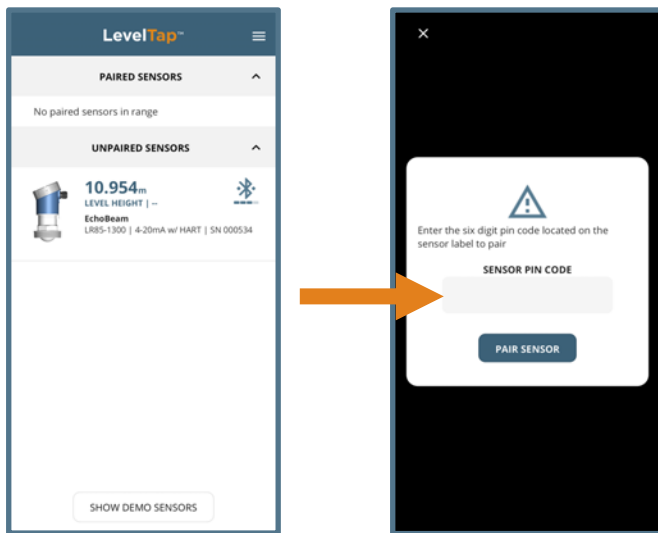 LevelTap™
PAIRED SENSORS
No paired sensors in range
UNPAIRED SENSORS
10.954m
LEVEL HEIGHT | --
EchoBeam
LR85-1300 | 4-20mA w/ HART | SN 000534
SHOW DEMO SENSORS
Enter the six digit pin code located on the
sensor label to pair
SENSOR PIN CODE
PAIR SENSOR